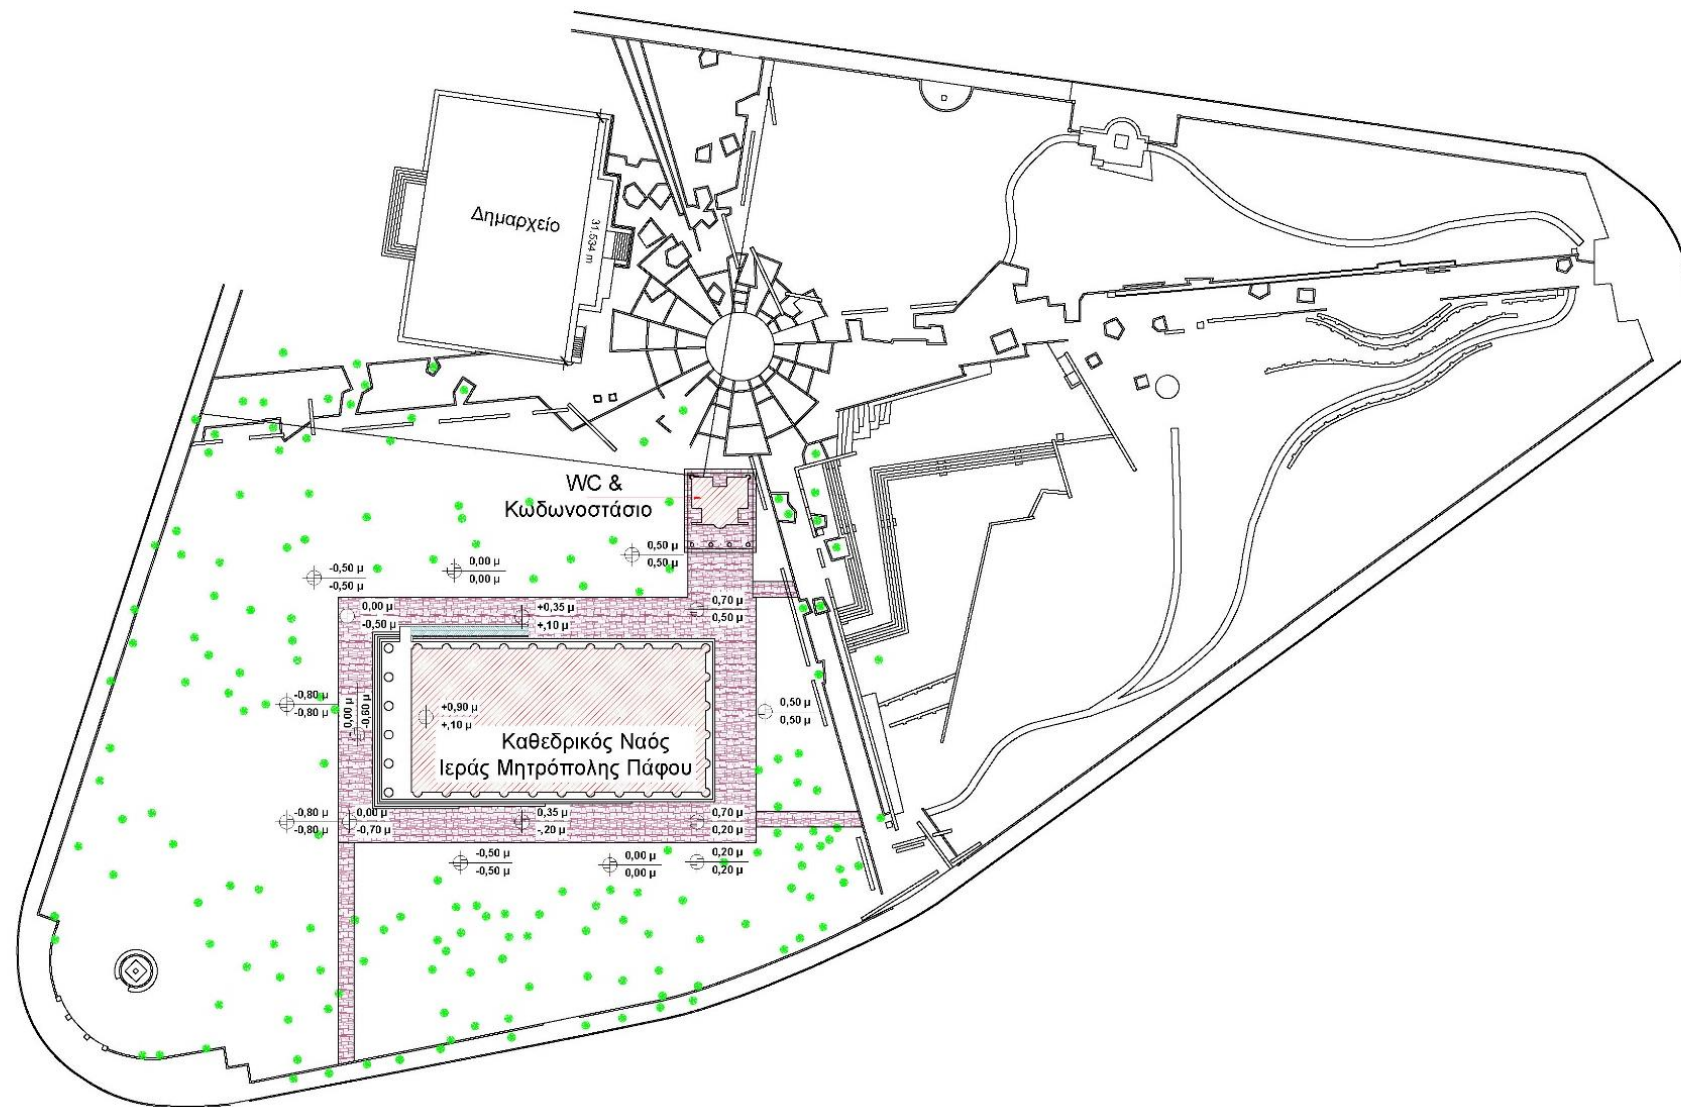 Δημαρχείο
31.534 m
WC &
Κωδωνοστάσιο
0,50 μ
0,50 μ
-0,50 μ
-0,50 μ
0,00 μ
0,00 μ
0,00 μ
-0,50 μ
+0,35 μ
+,10 μ
0,70 μ
0,50 μ
-0,80 μ
-0,80 μ
-0,00 μ
-0,60 μ
+0,90 μ
+,10 μ
0,50 μ
0,50 μ
Καθεδρικός Ναός
Ιεράς Μητρόπολης Πάφου
-0,80 μ
-0,80 μ
0,00 μ
-0,70 μ
0,35 μ
-,20 μ
0,70 μ
0,20 μ
-0,50 μ
-0,50 μ
0,00 μ
0,00 μ
0,20 μ
0,20 μ